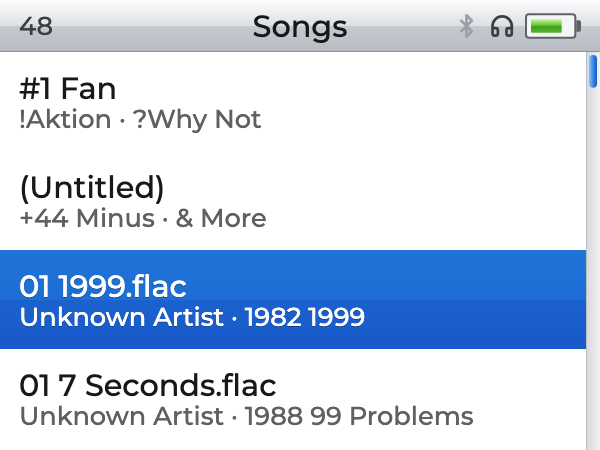 48
Songs
#1 Fan
!Aktion · ?Why Not
(Untitled)
+44 Minus · & More
01 1999.flac
Unknown Artist · 1982 1999
01 7 Seconds.flac
Unknown Artist · 1988 99 Problems